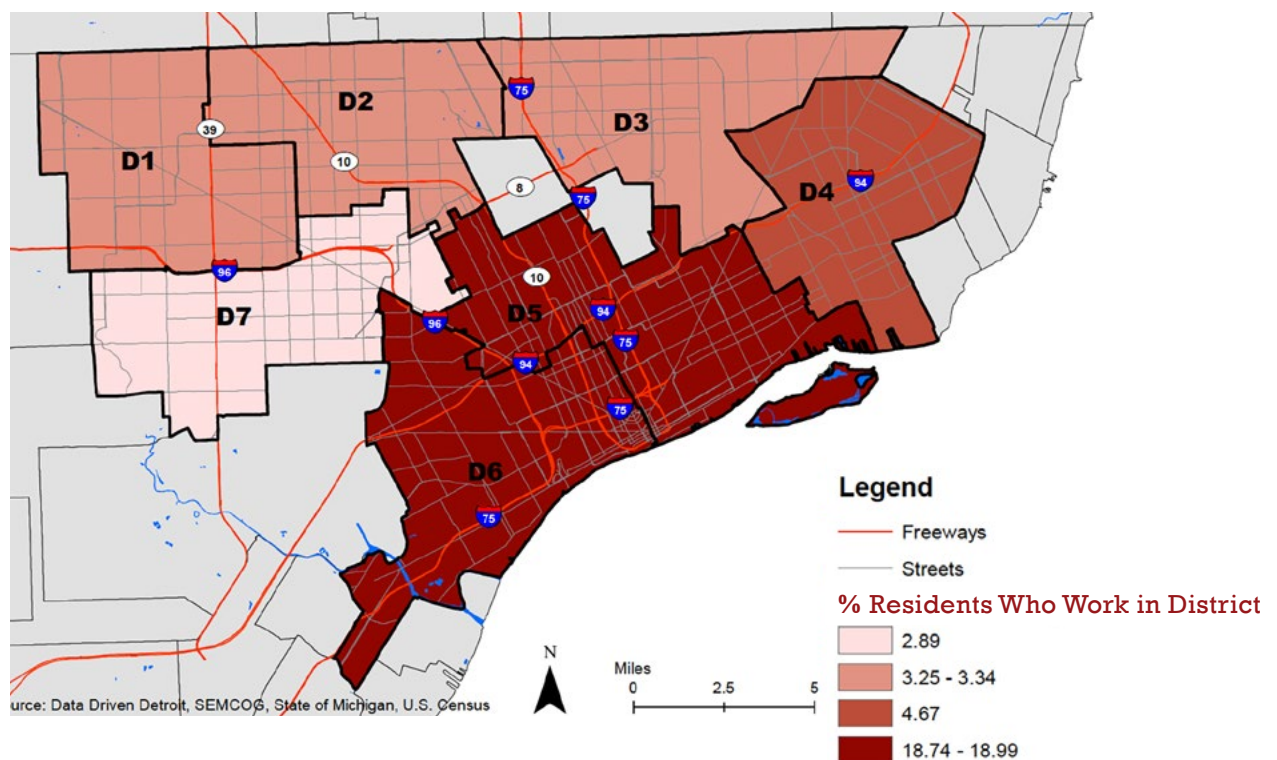 75
D2
D3
39
D1
10
94
8
D4
75
96
10
D7
D5
94
96
75
94
75
D6
75
Legend
Freeways
Streets
% Residents Who Work in District
2.89
3.25 - 3.34
4.67
18.74 - 18.99
N
Miles
0 2.5 5
urce: Data Driven Detroit, SEMCOG, State of Michigan, U.S. Census